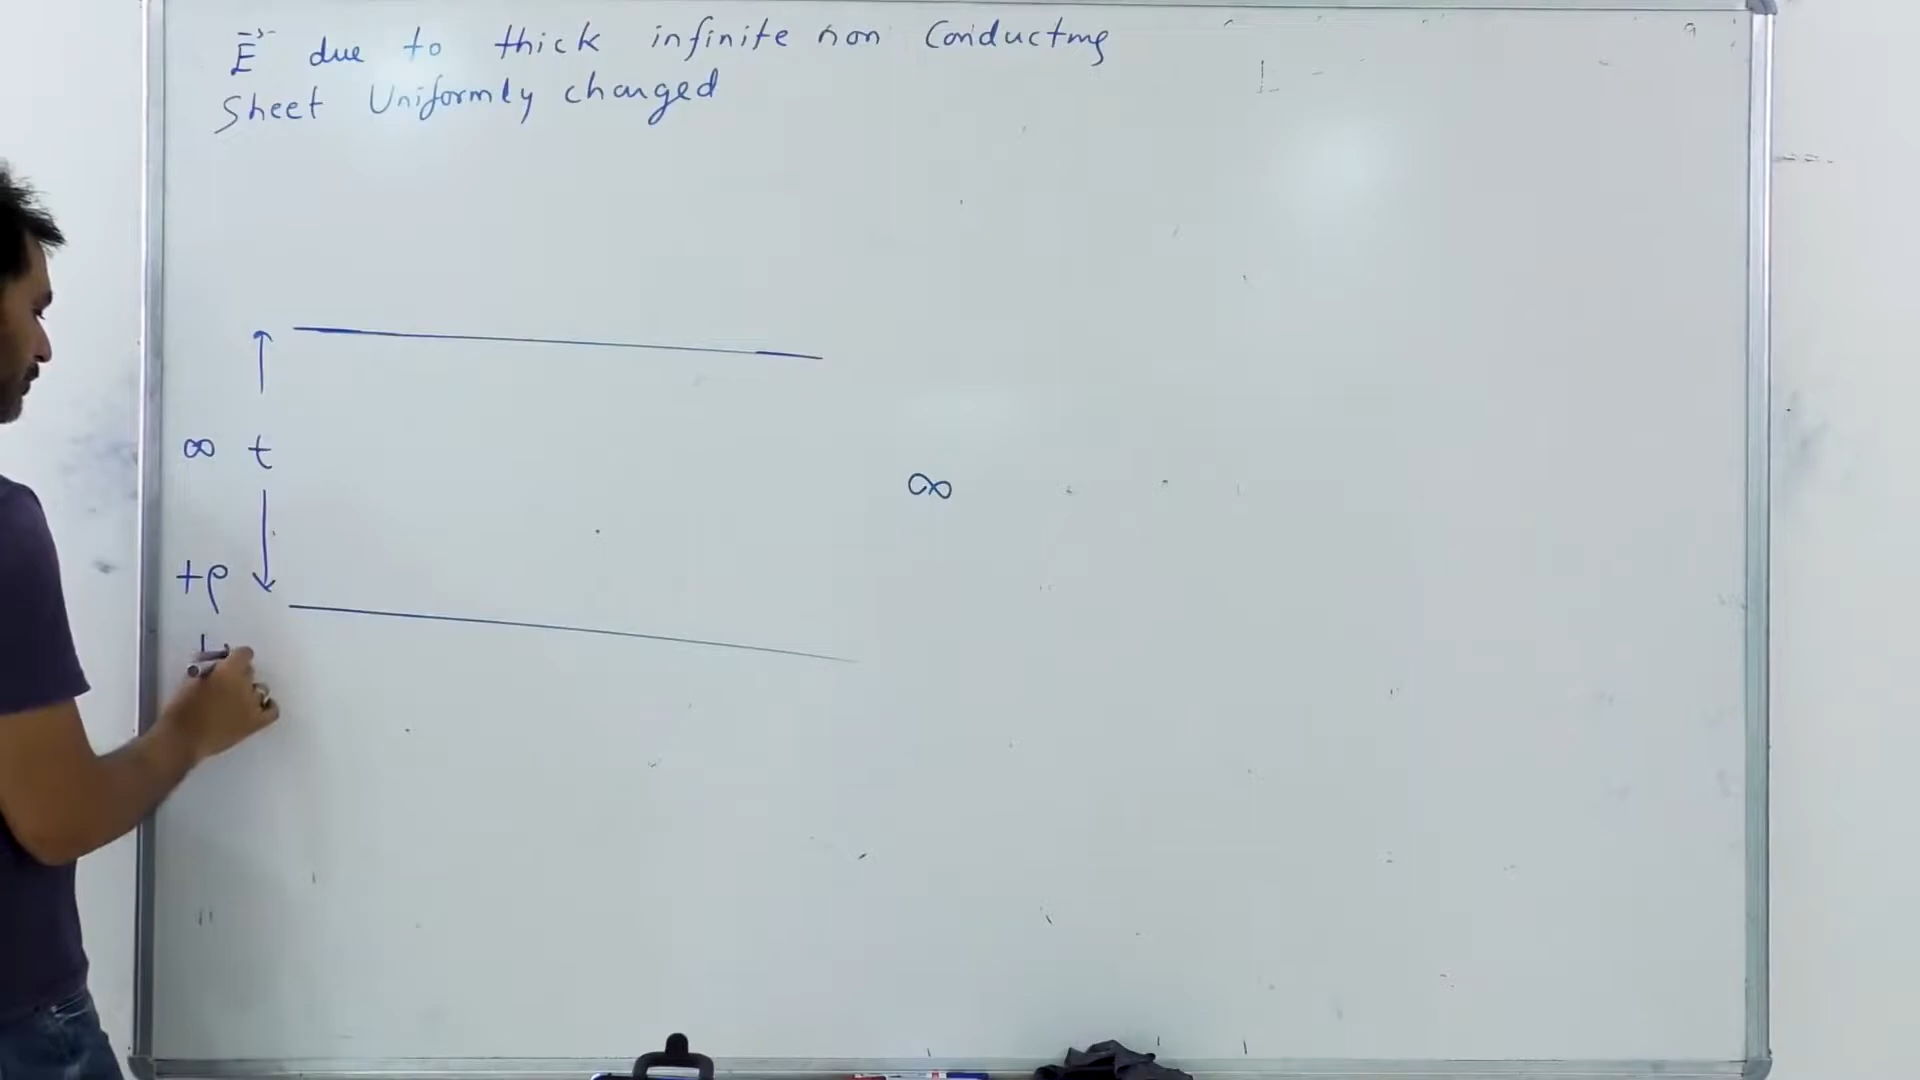 E⃗ due to thick infinite non Conducting
Sheet Uniformly charged
∞ t
∞
+ρ